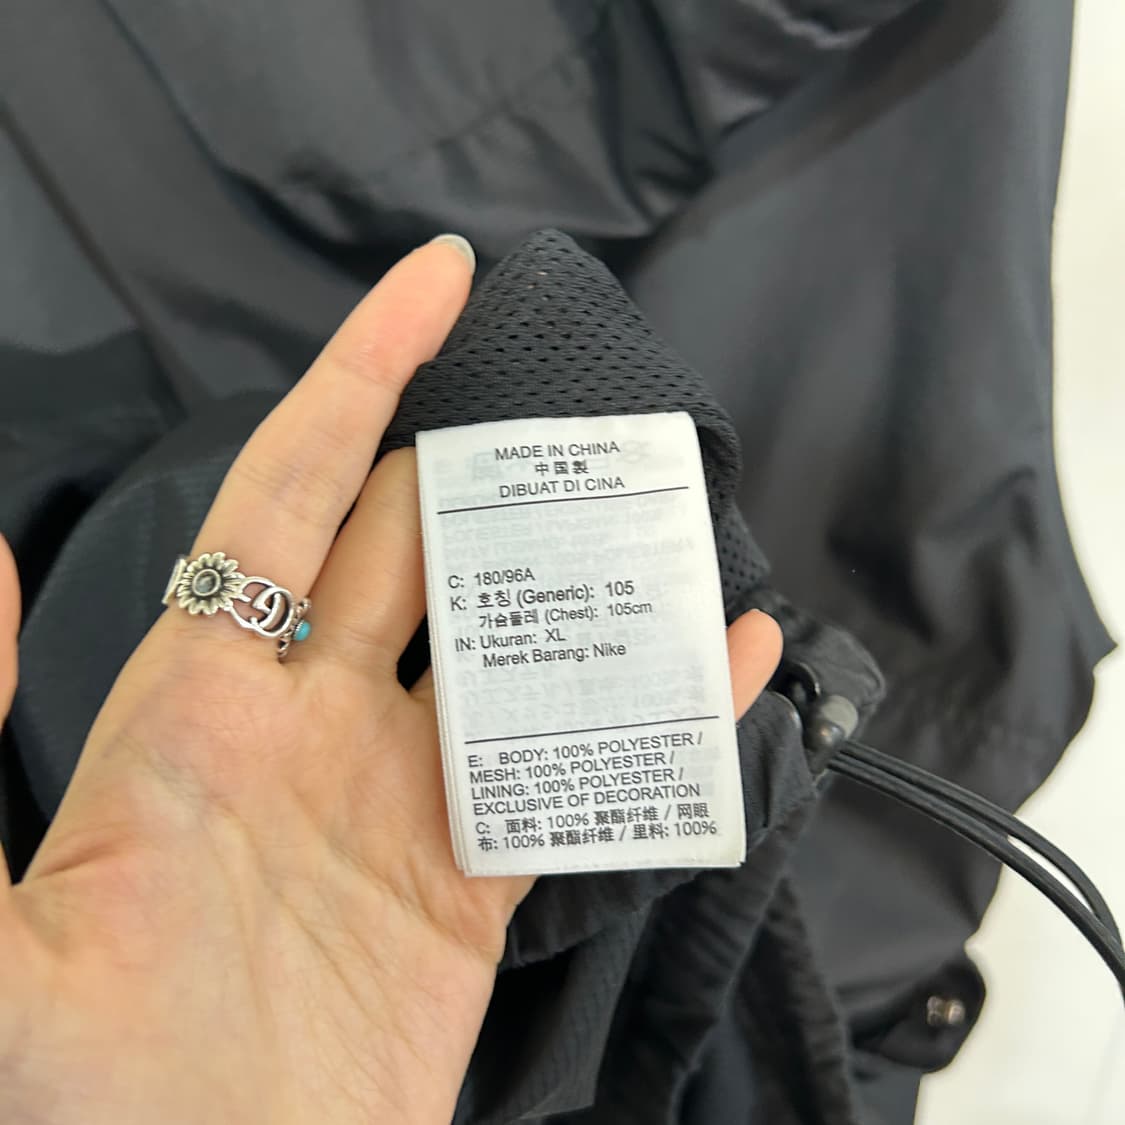 MADE IN CHINA
中国製
DIBUAT DI CINA
C: 180/96A
K: 호칭 (Generic): 105
가슴둘레 (Chest): 105cm
IN: Ukuran: XL
Merek Barang: Nike
E: BODY: 100% POLYESTER /
MESH: 100% POLYESTER /
LINING: 100% POLYESTER /
EXCLUSIVE OF DECORATION
C: 面料: 100% 聚酯纤维 / 网眼
布: 100% 聚酯纤维 / 里料: 100%